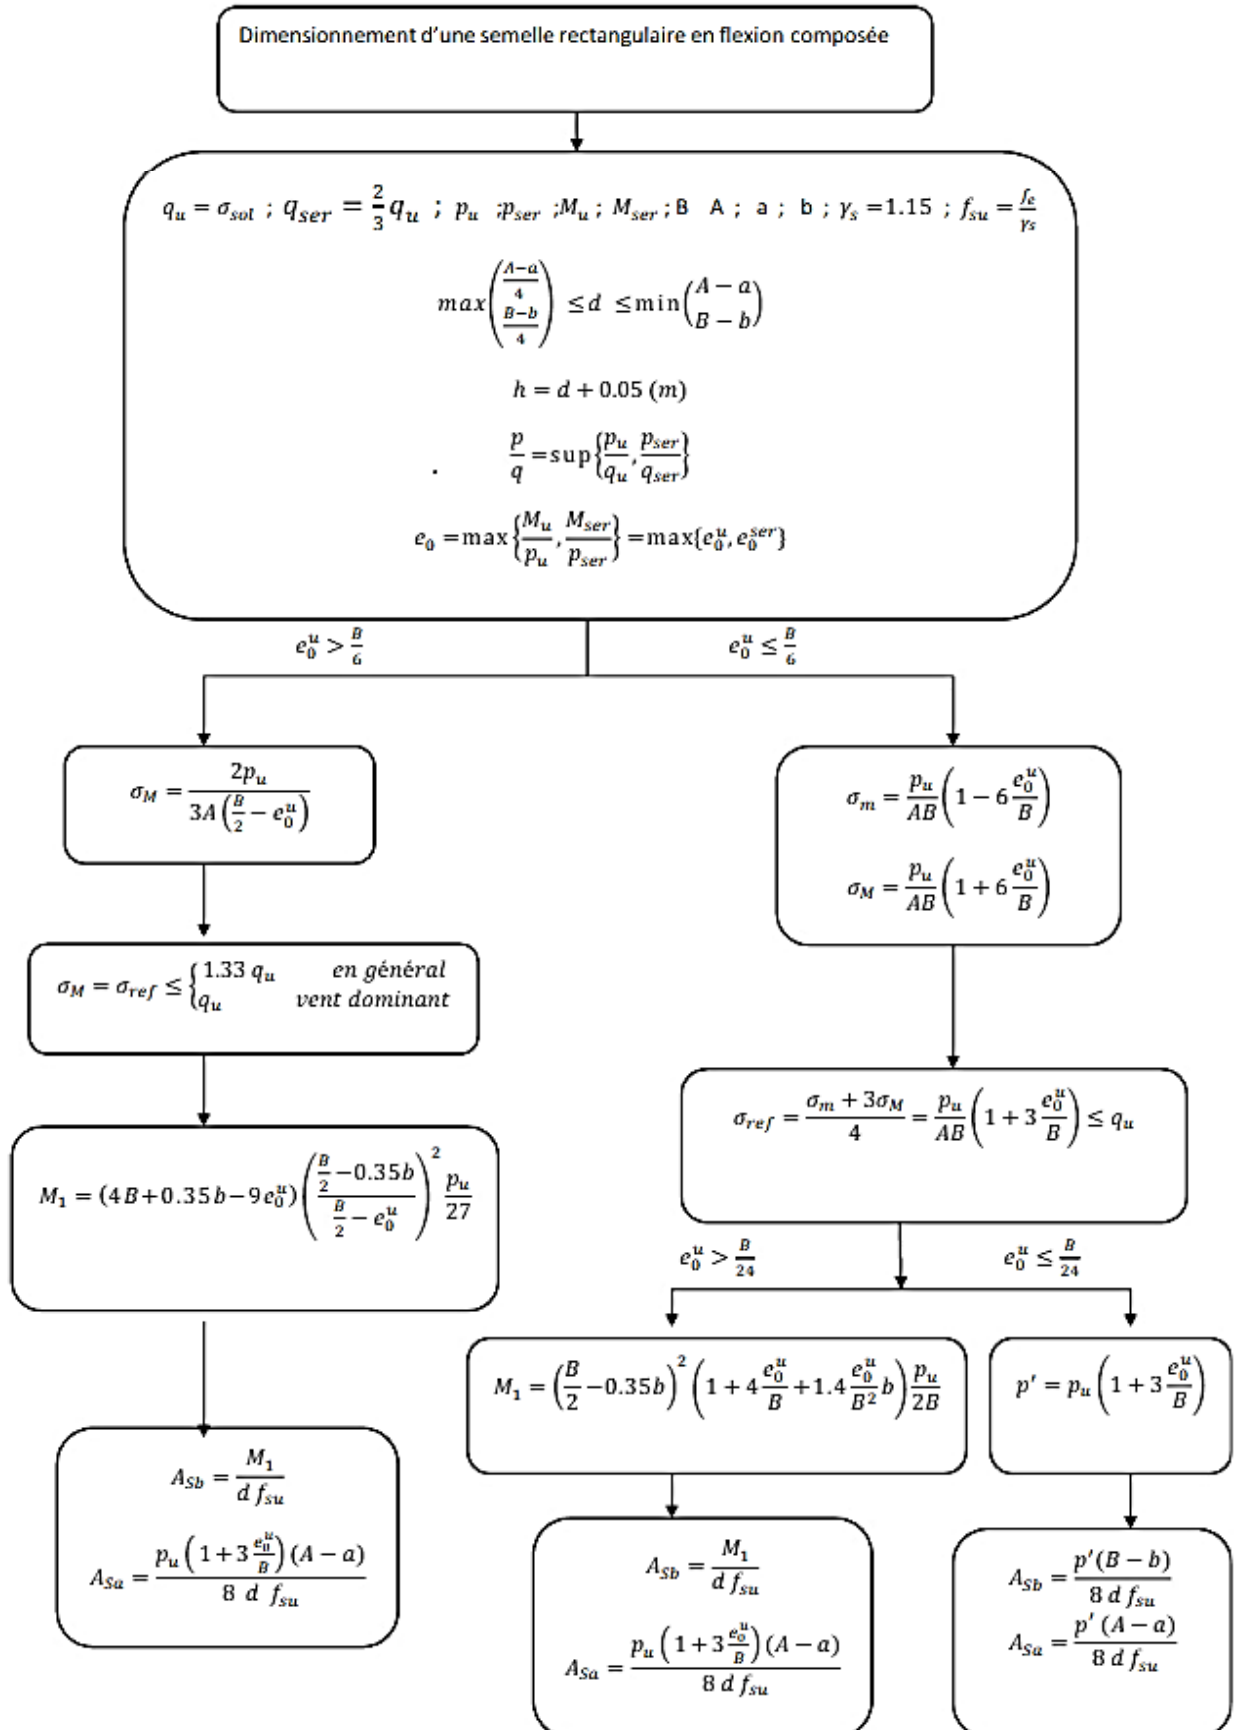 Dimensionnement d'une semelle rectangulaire en flexion composée
q_u = σ_sol ; q_ser = 2/3 q_u ; p_u ;p_ser ;M_u ; M_ser ; B A ; a ; b ; γ_s =1.15 ; f_su = f_e/γ_s
max((A−a)/4, (B−b)/4) ≤ d ≤ min(A − a, B − b)
h = d + 0.05 (m)
. p/q = sup{p_u/q_u, p_ser/q_ser}
e_0 = max{M_u/p_u, M_ser/p_ser} = max{e_0^u, e_0^ser}
e_0^u > B/6
e_0^u ≤ B/6
σ_M = 2p_u / (3A (B/2 − e_0^u))
σ_m = p_u/AB (1 − 6 e_0^u/B)
σ_M = p_u/AB (1 + 6 e_0^u/B)
σ_M = σ_ref ≤ { 1.33 q_u en général
q_u vent dominant
σ_ref = (σ_m + 3σ_M)/4 = p_u/AB (1 + 3 e_0^u/B) ≤ q_u
M_1 = (4B + 0.35b − 9e_0^u) ((B/2 − 0.35b)/(B/2 − e_0^u))^2 p_u/27
e_0^u > B/24
e_0^u ≤ B/24
M_1 = (B/2 − 0.35b)^2 (1 + 4 e_0^u/B + 1.4 e_0^u/B^2 b) p_u/2B
p′ = p_u (1 + 3 e_0^u/B)
A_Sb = M_1 / (d f_su)
A_Sa = p_u (1 + 3 e_0^u/B) (A − a) / (8 d f_su)
A_Sb = M_1 / (d f_su)
A_Sa = p_u (1 + 3 e_0^u/B) (A − a) / (8 d f_su)
A_Sb = p′(B − b) / (8 d f_su)
A_Sa = p′ (A − a) / (8 d f_su)